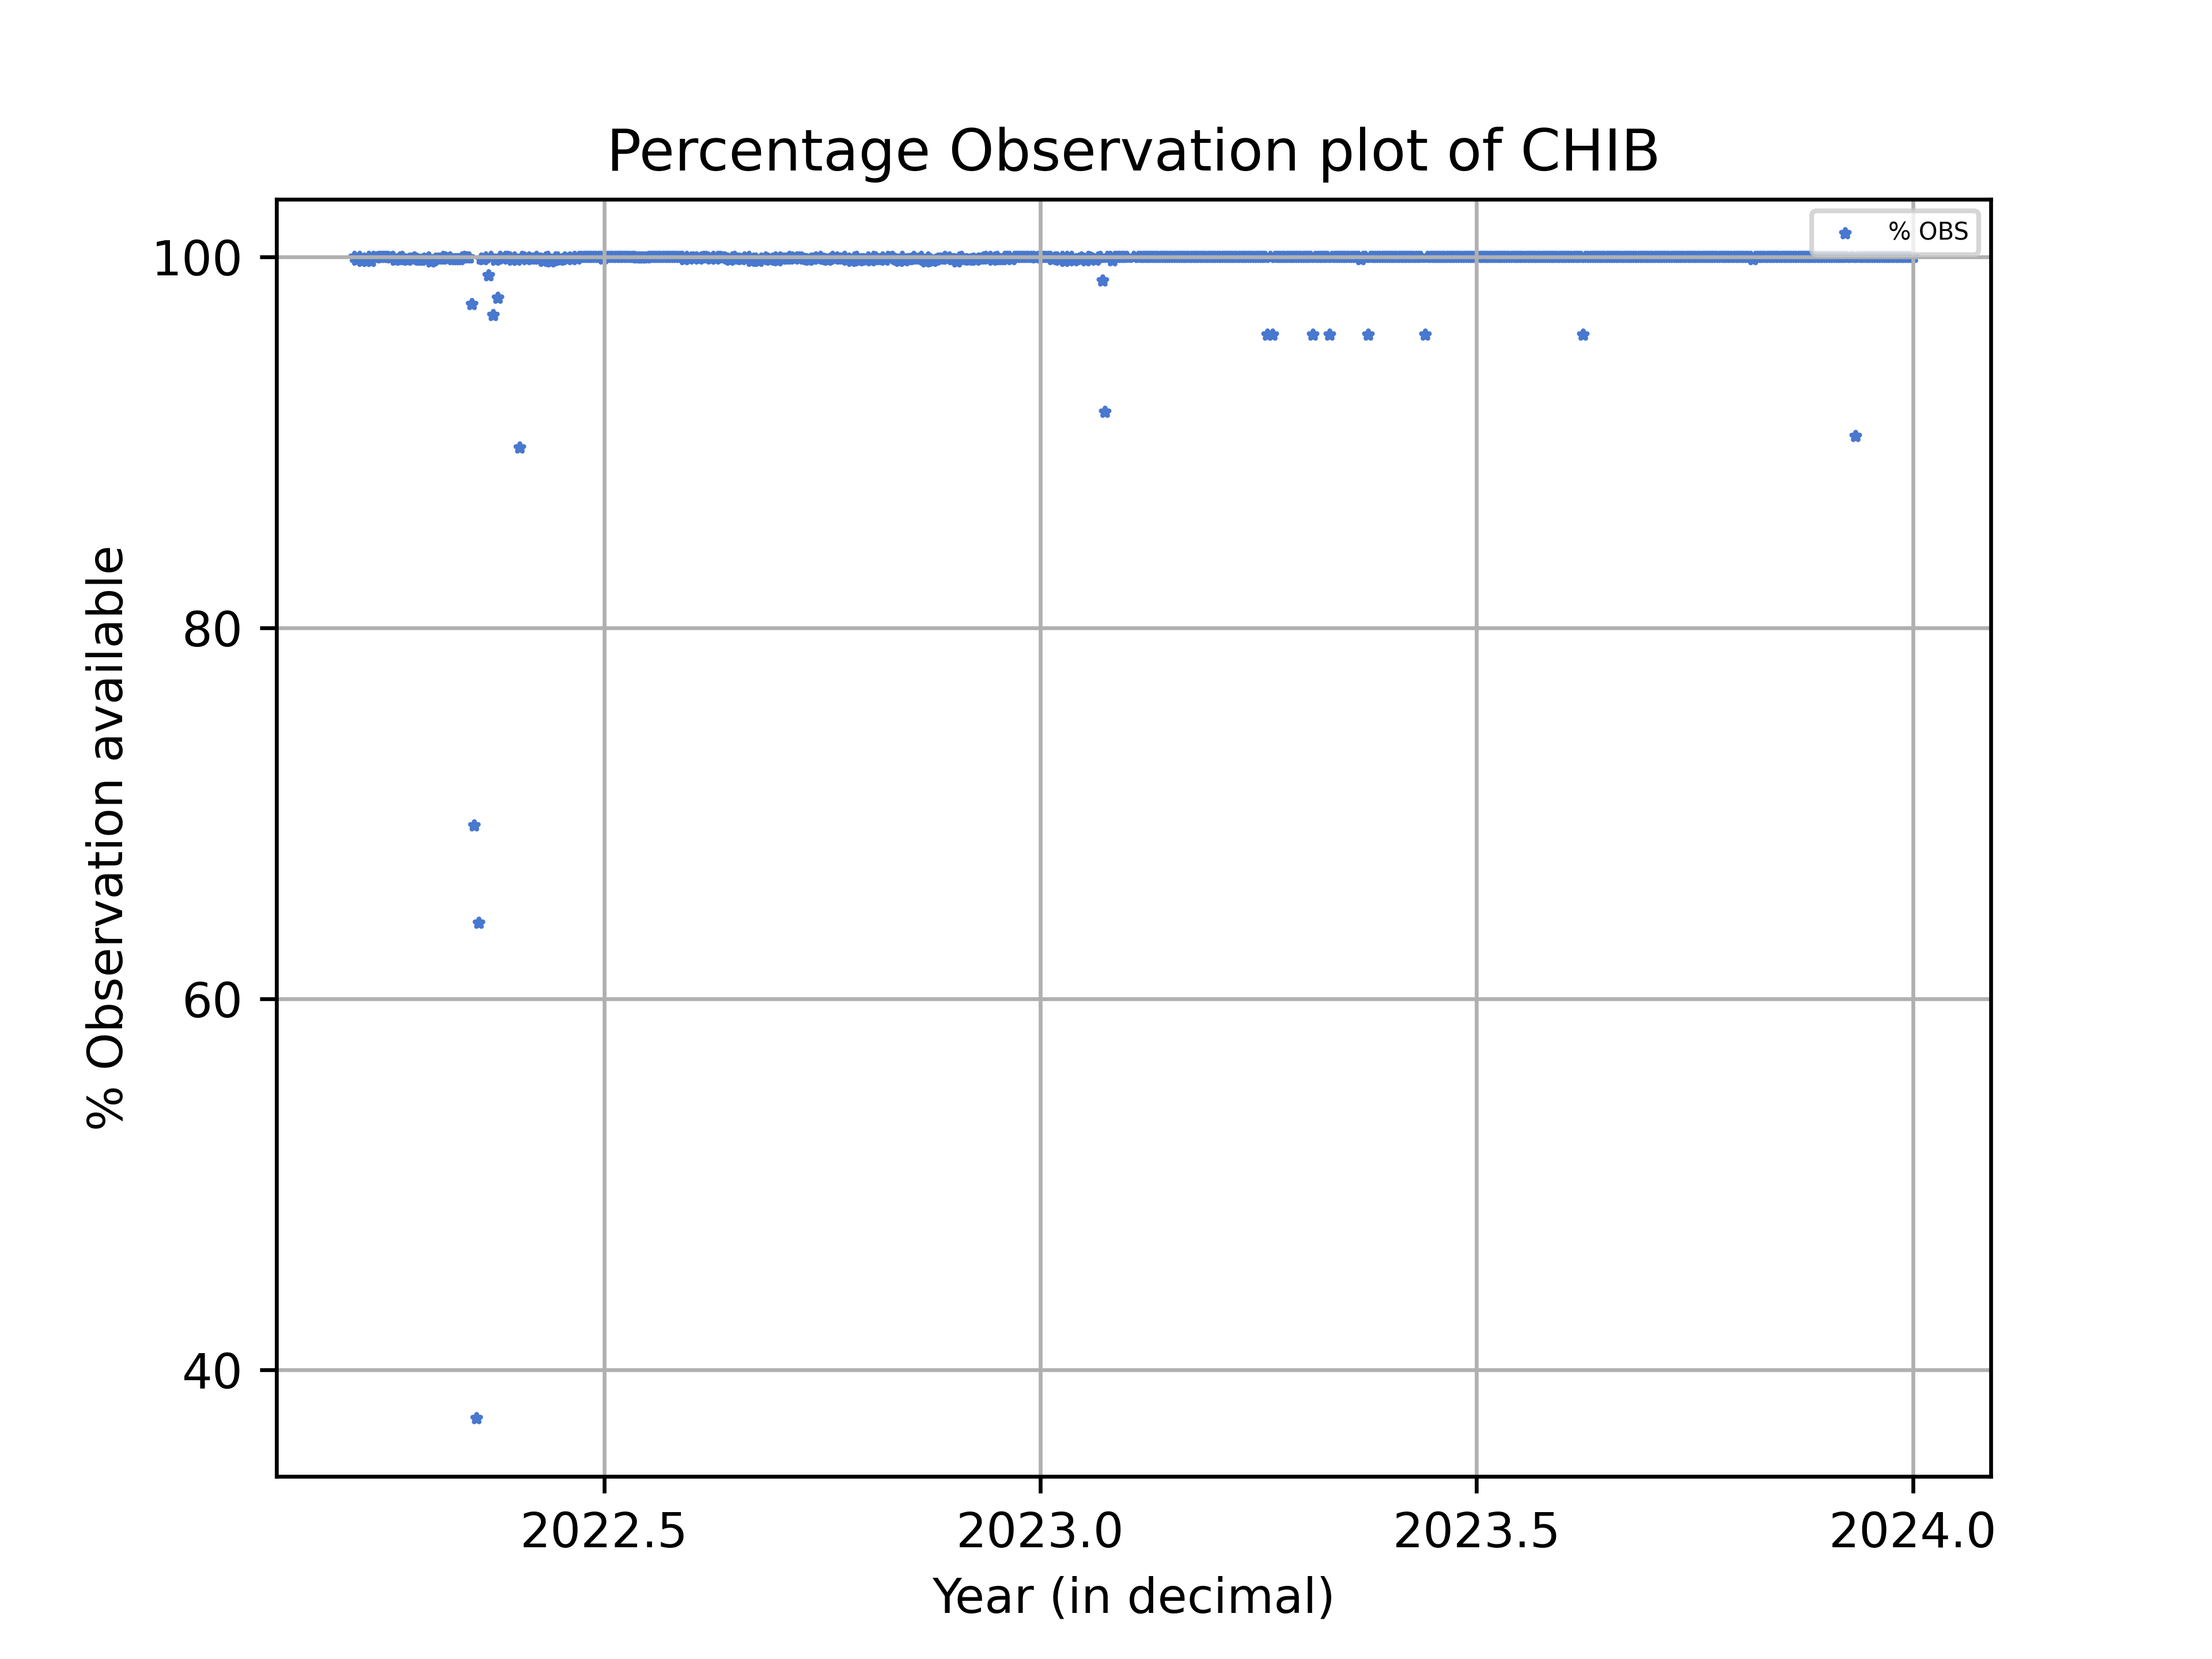 Percentage Observation plot of CHIB
% OBS
100
80
60
40
% Observation available
2022.5 2023.0 2023.5 2024.0
Year (in decimal)